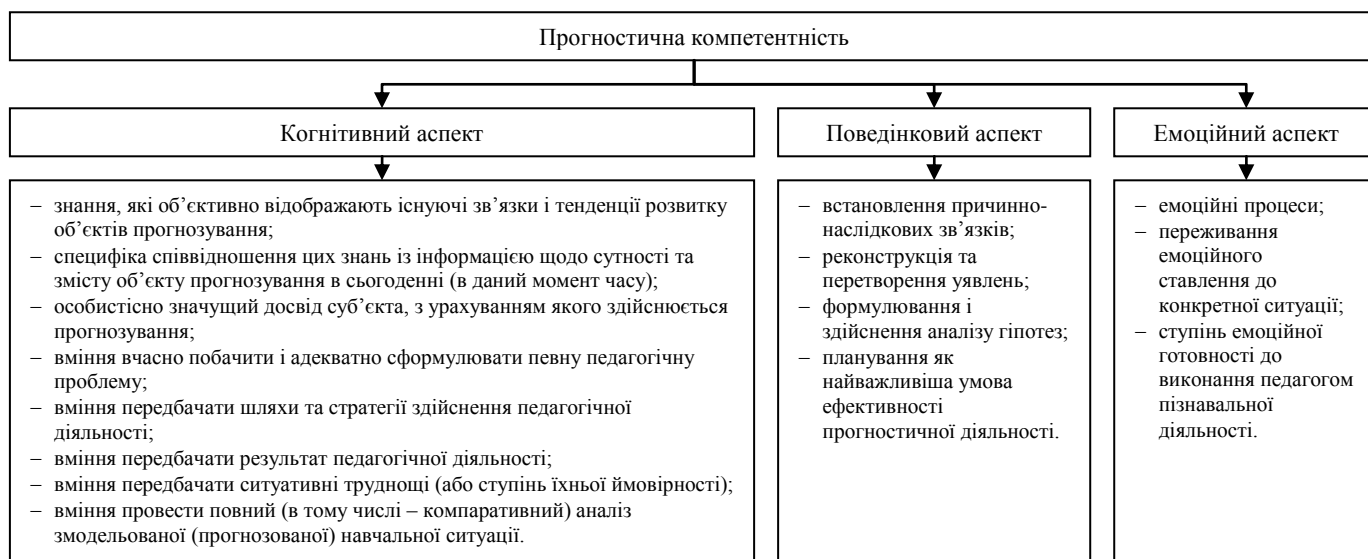 Прогностична компетентність
Когнітивний аспект
– знання, які об’єктивно відображають існуючі зв’язки і тенденції розвитку
об’єктів прогнозування;
– специфіка співвідношення цих знань із інформацією щодо сутності та
змісту об’єкту прогнозування в сьогоденні (в даний момент часу);
– особистісно значущий досвід суб’єкта, з урахуванням якого здійснюється
прогнозування;
– вміння вчасно побачити і адекватно сформулювати певну педагогічну
проблему;
– вміння передбачати шляхи та стратегії здійснення педагогічної
діяльності;
– вміння передбачати результат педагогічної діяльності;
– вміння передбачати ситуативні труднощі (або ступінь їхньої ймовірності);
– вміння провести повний (в тому числі – компаративний) аналіз
змодельованої (прогнозованої) навчальної ситуації.
Поведінковий аспект
– встановлення причинно-
наслідкових зв’язків;
– реконструкція та
перетворення уявлень;
– формулювання і
здійснення аналізу гіпотез;
– планування як
найважливіша умова
ефективності
прогностичної діяльності.
Емоційний аспект
– емоційні процеси;
– переживання
емоційного
ставлення до
конкретної ситуації;
– ступінь емоційної
готовності до
виконання педагогом
пізнавальної
діяльності.